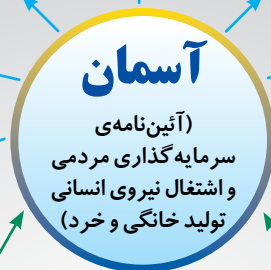 آسمان
(آئین‌نامه‌ی
سرمایه‌گذاری مردمی
و اشتغال نیروی انسانی
تولید خانگی و خرد)